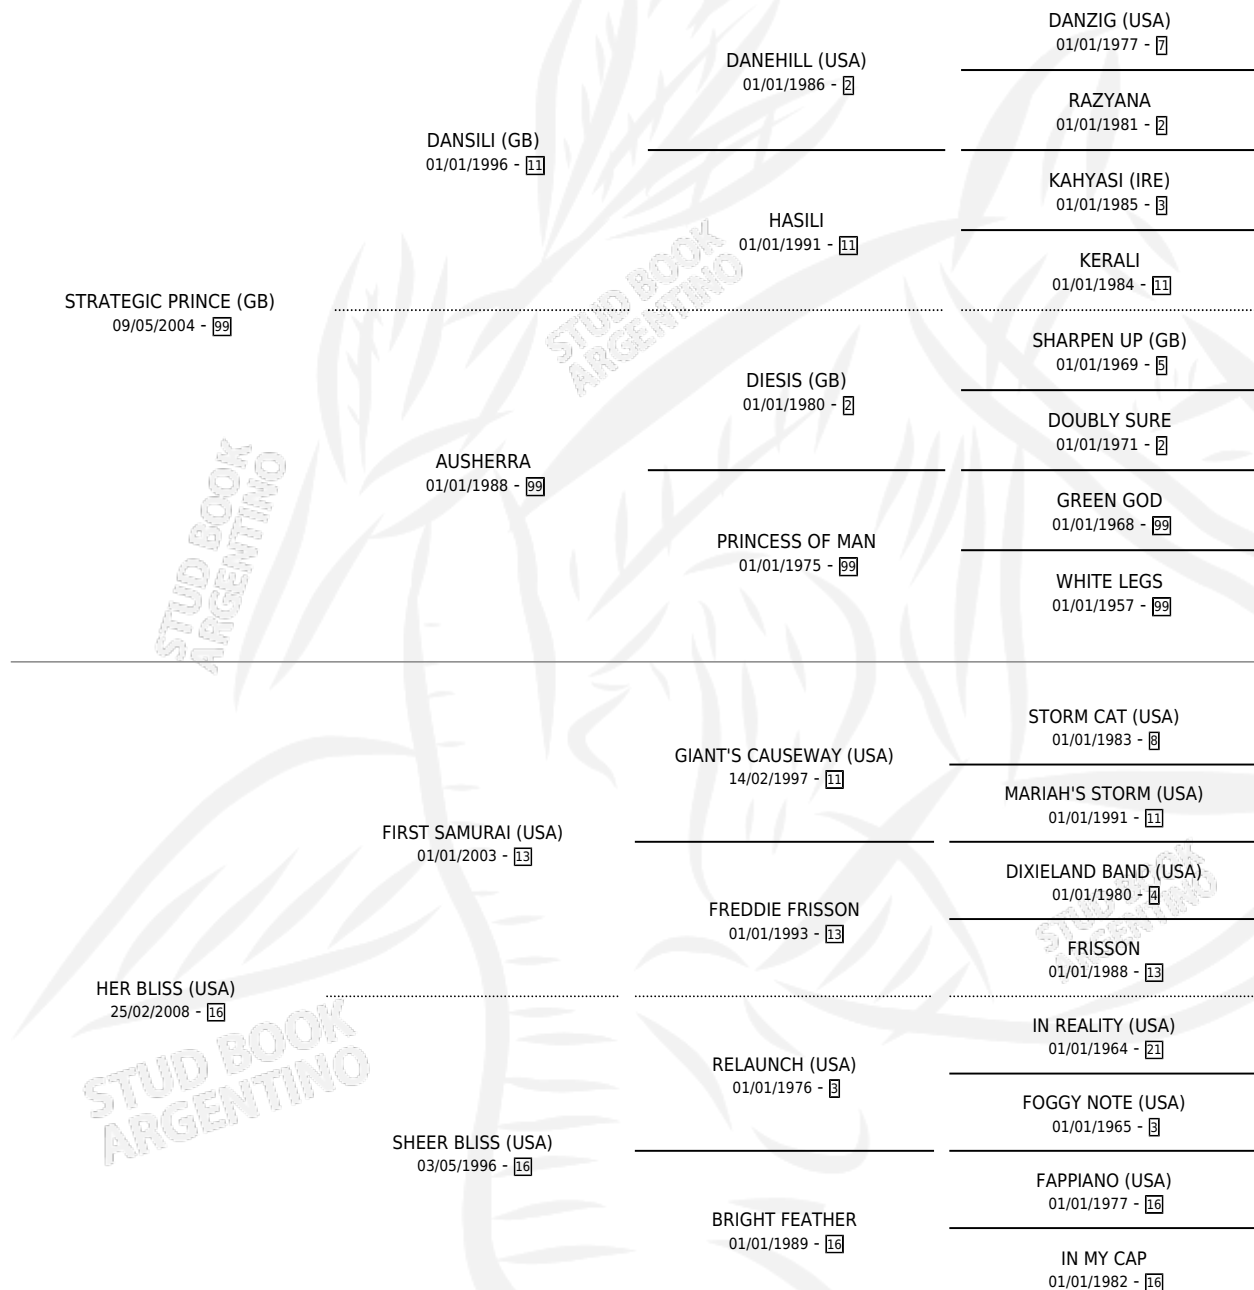 DANZIG (USA)
01/01/1977 - 7
DANEHILL (USA)
01/01/1986 - 2
RAZYANA
01/01/1981 - 2
DANSILI (GB)
01/01/1996 - 11
KAHYASI (IRE)
01/01/1985 - 3
HASILI
01/01/1991 - 11
KERALI
01/01/1984 - 11
STRATEGIC PRINCE (GB)
09/05/2004 - 99
SHARPEN UP (GB)
01/01/1969 - 5
DIESIS (GB)
01/01/1980 - 2
DOUBLY SURE
01/01/1971 - 2
AUSHERRA
01/01/1988 - 99
GREEN GOD
01/01/1968 - 99
PRINCESS OF MAN
01/01/1975 - 99
WHITE LEGS
01/01/1957 - 99
STUD BOOK
ARGENTINO
STUD BOOK
ARGENTINO
STORM CAT (USA)
01/01/1983 - 8
GIANT'S CAUSEWAY (USA)
14/02/1997 - 11
MARIAH'S STORM (USA)
01/01/1991 - 11
FIRST SAMURAI (USA)
01/01/2003 - 13
DIXIELAND BAND (USA)
01/01/1980 - 4
FREDDIE FRISSON
01/01/1993 - 13
FRISSON
01/01/1988 - 13
HER BLISS (USA)
25/02/2008 - 16
IN REALITY (USA)
01/01/1964 - 21
RELAUNCH (USA)
01/01/1976 - 3
FOGGY NOTE (USA)
01/01/1965 - 3
SHEER BLISS (USA)
03/05/1996 - 16
FAPPIANO (USA)
01/01/1977 - 16
BRIGHT FEATHER
01/01/1989 - 16
IN MY CAP
01/01/1982 - 16
STUD BOOK
ARGENTINO
STUD BOOK
ARGENTINO